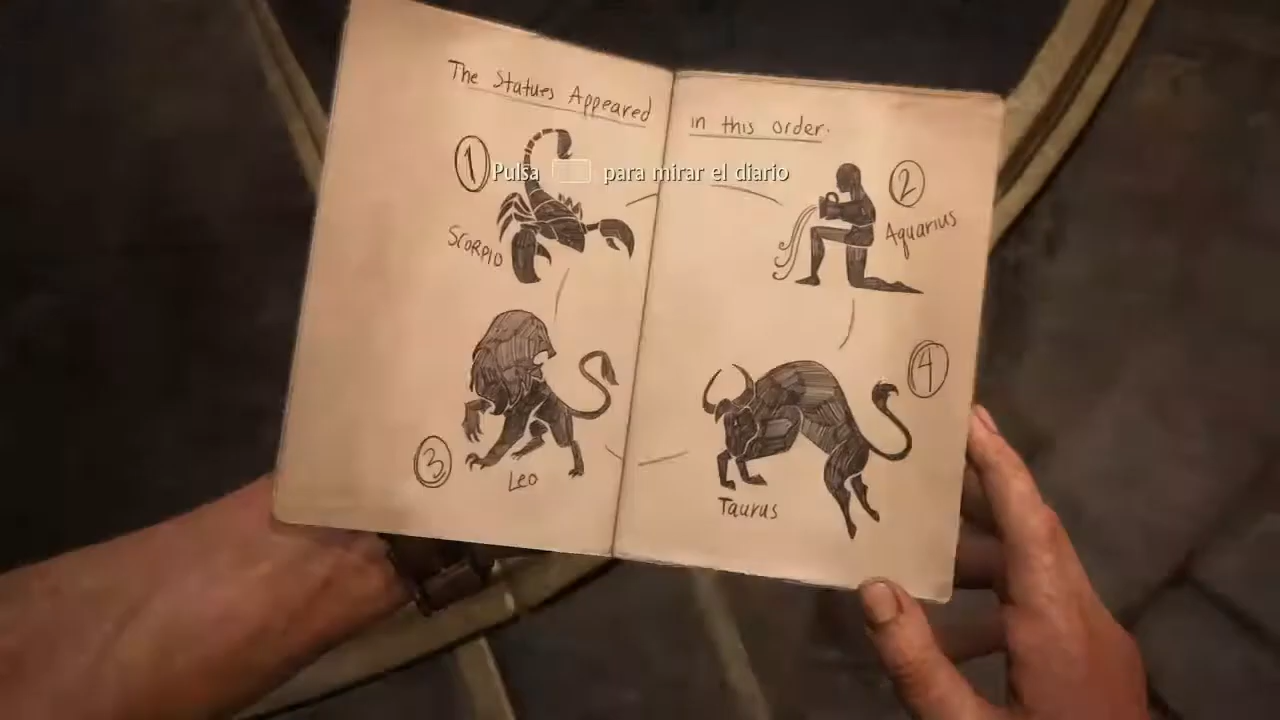 The Statues Appeared
in this order.
1
Pulsa para mirar el diario
2
Scorpio
Aquarius
3
Leo
4
Taurus